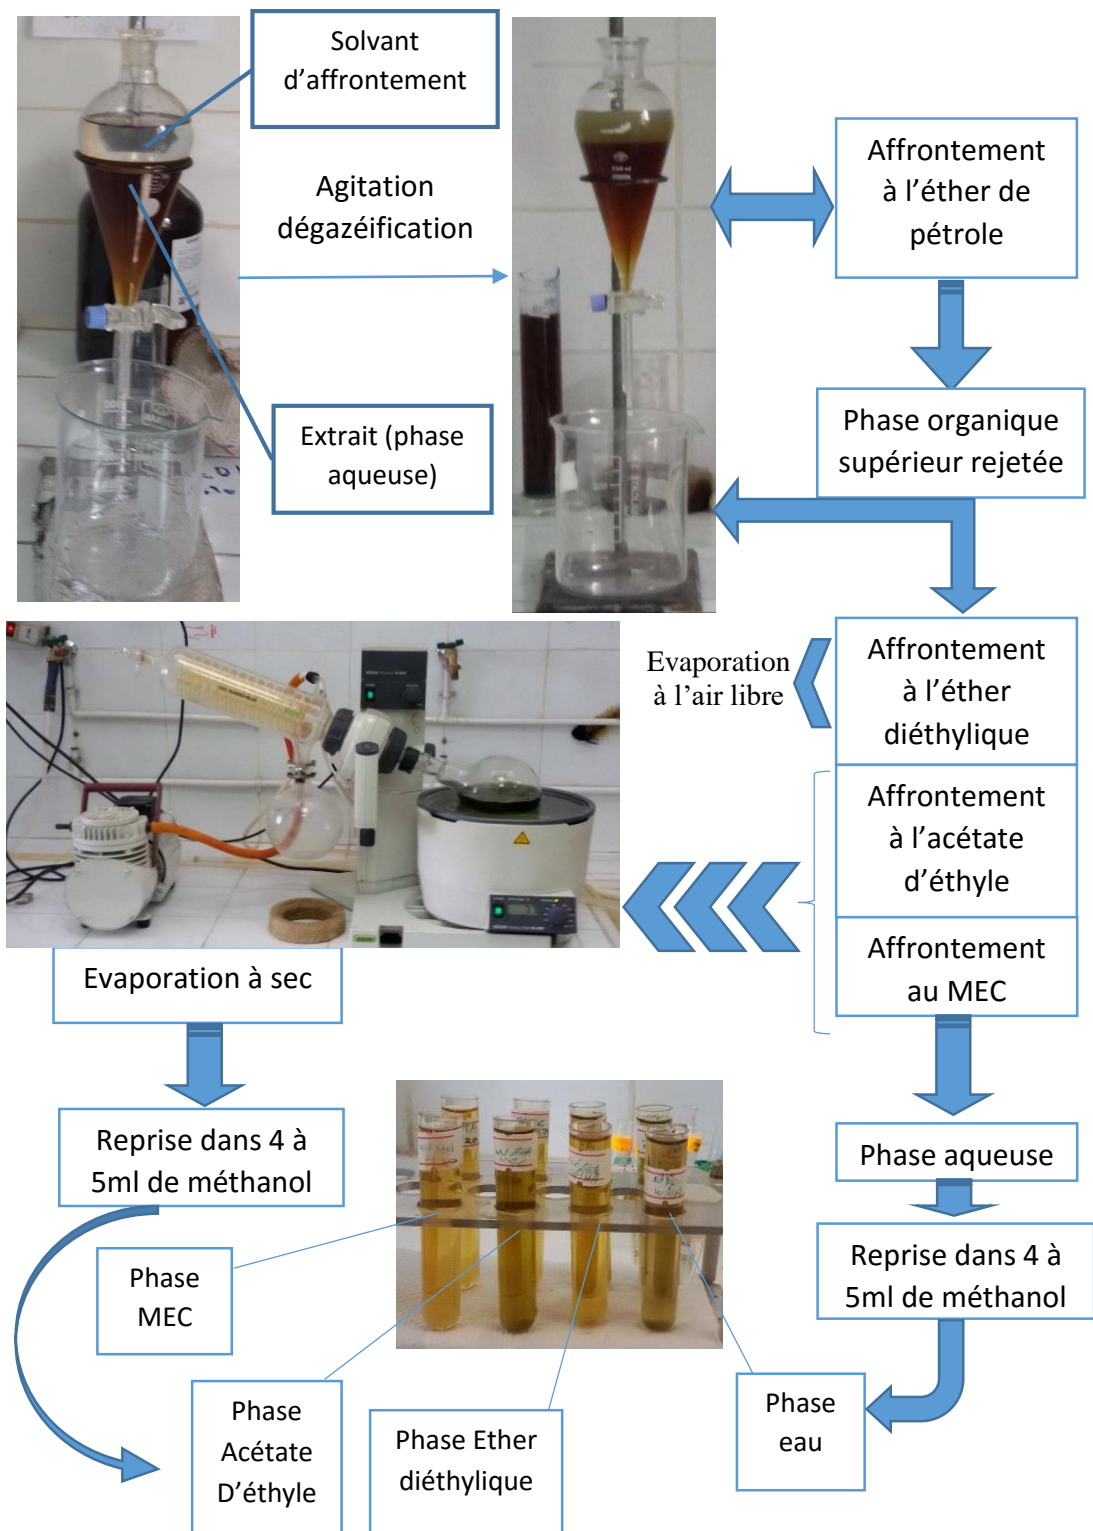 Solvant
d’affrontement
Agitation
dégazéification
Affrontement
à l’éther de
pétrole
Extrait (phase
aqueuse)
Phase organique
supérieur rejetée
Evaporation
à l’air libre
Affrontement
à l’éther
diéthylique
Affrontement
à l’acétate
d’éthyle
Affrontement
au MEC
Evaporation à sec
Reprise dans 4 à
5ml de méthanol
Phase aqueuse
Reprise dans 4 à
5ml de méthanol
Phase
MEC
Phase
Acétate
D’éthyle
Phase Ether
diéthylique
Phase
eau